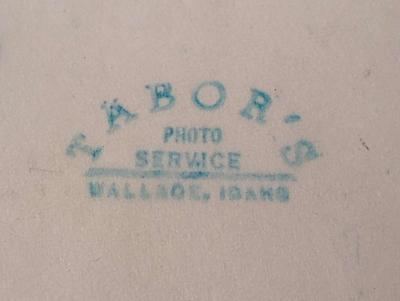 TABOR'S
PHOTO
SERVICE
WALLACE, IDAHO